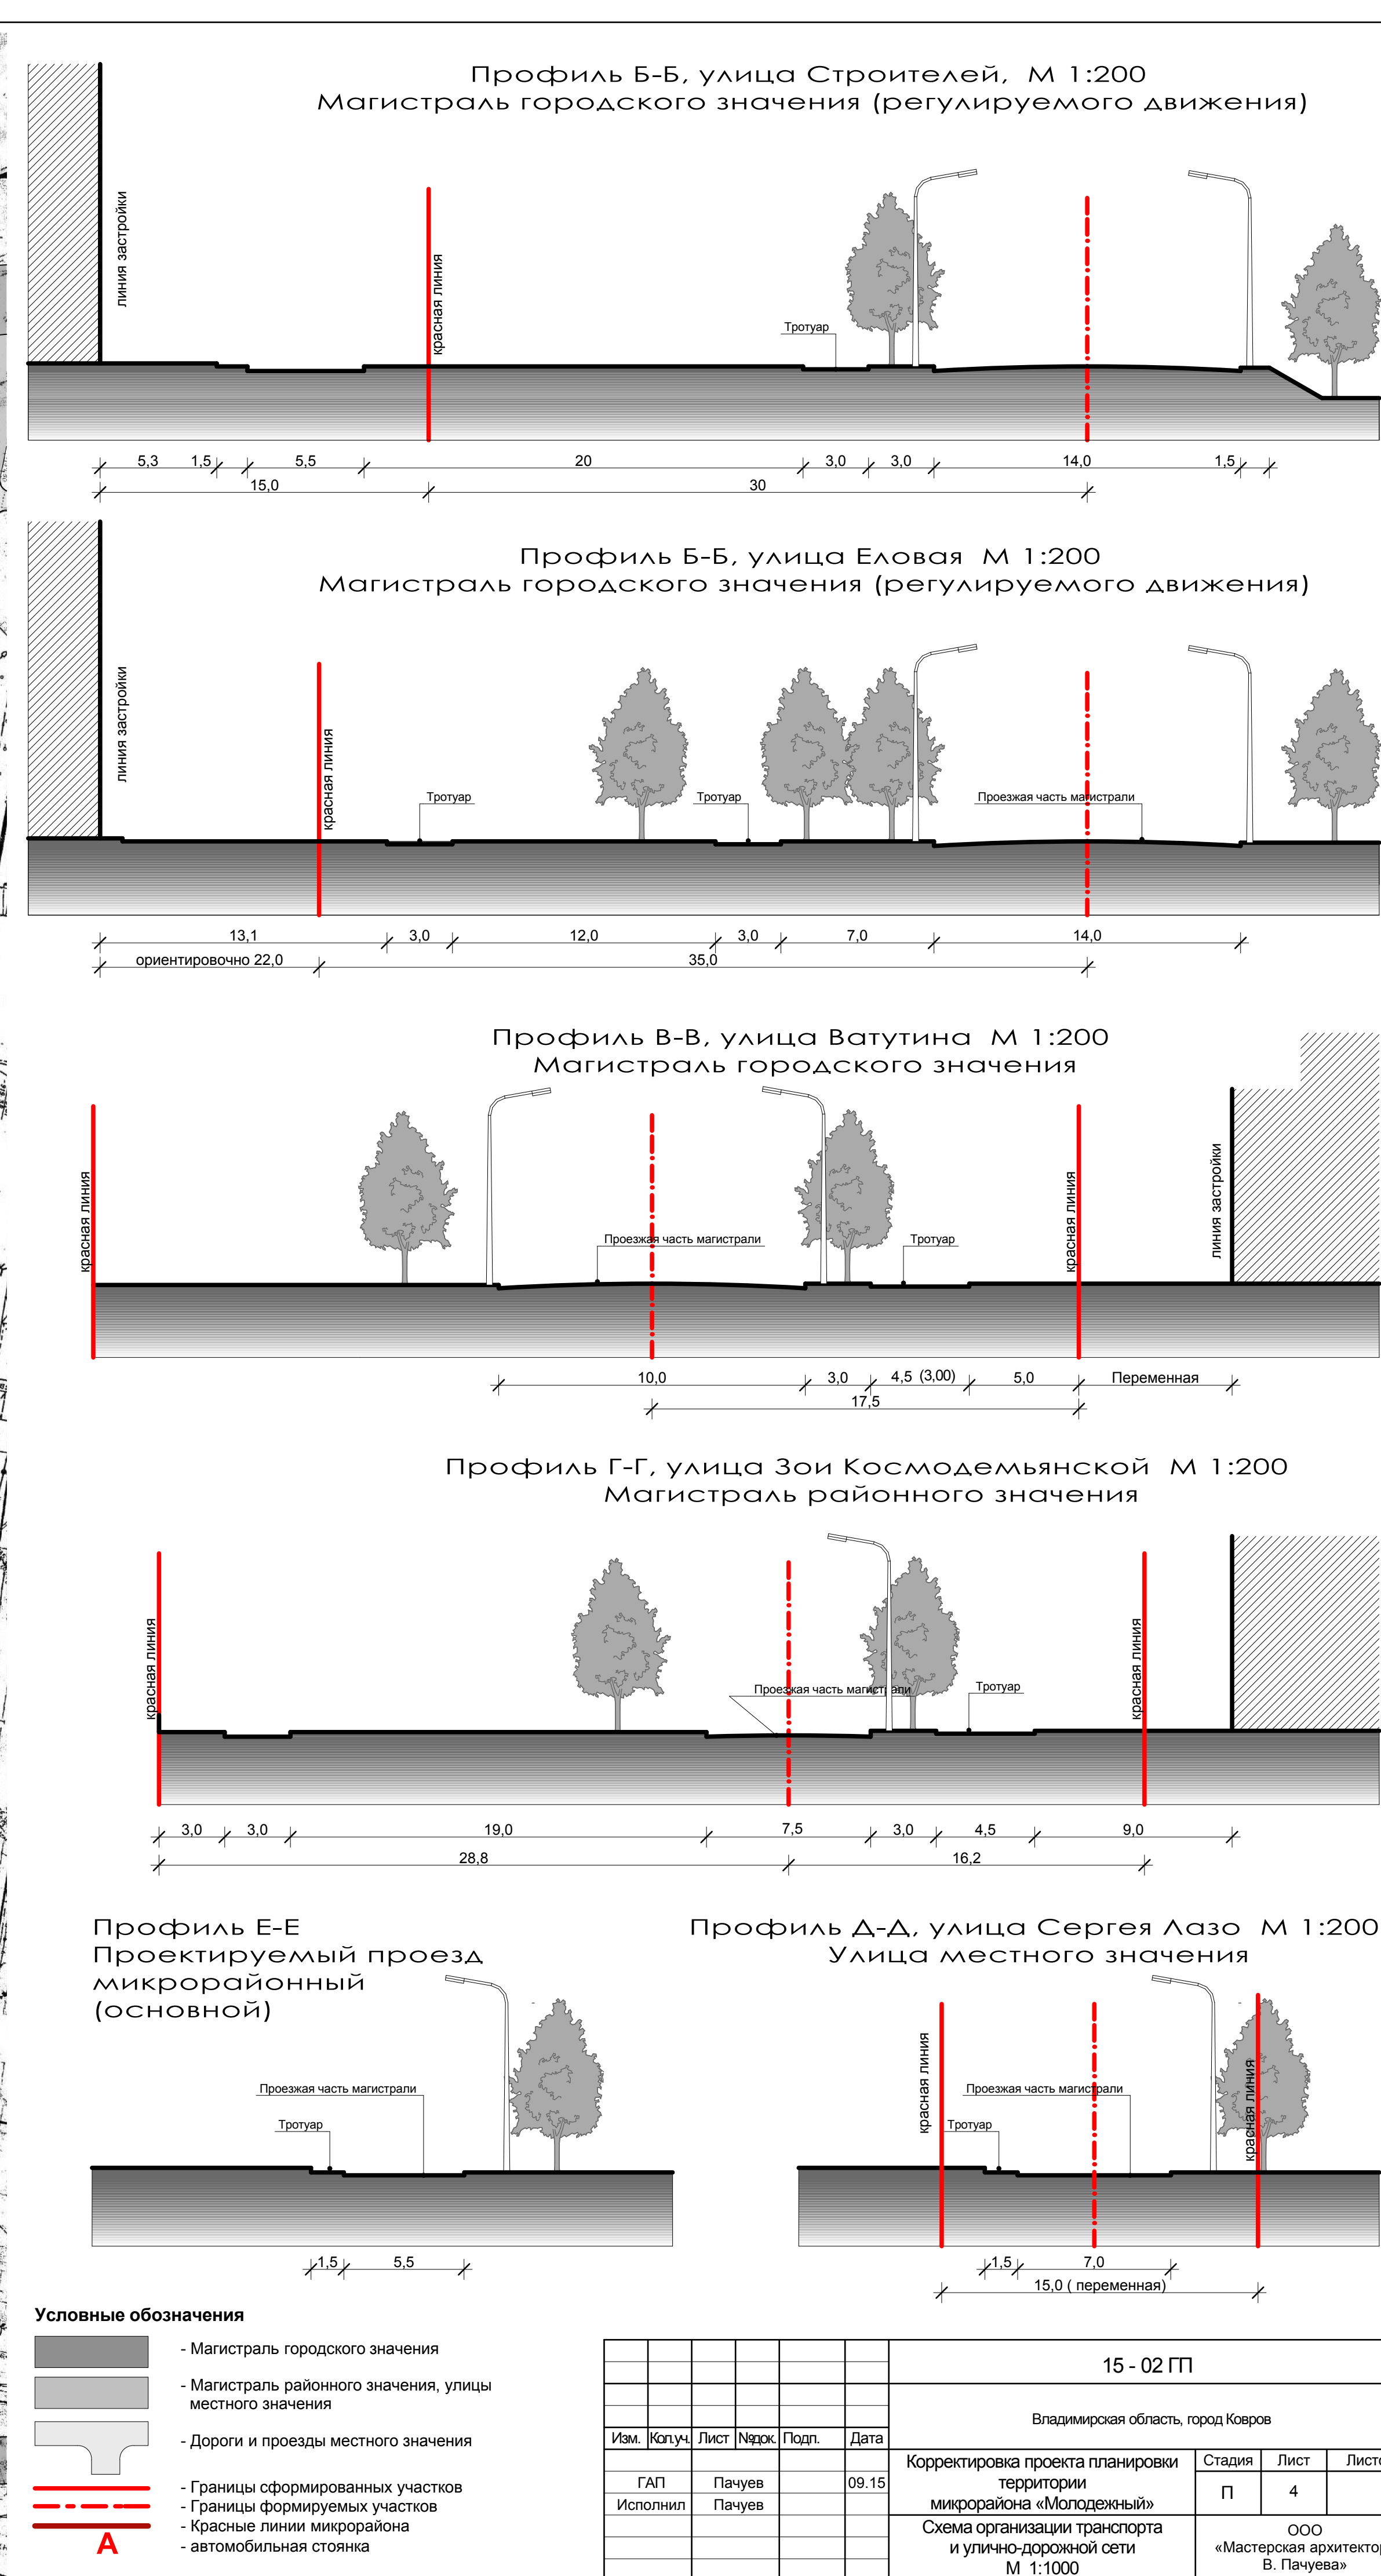 Профиль Б-Б, улица Строителей, М 1:200
Магистраль городского значения (регулируемого движения)
линия застройки
красная линия
Тротуар
5,3 1,5 5,5 20 3,0 3,0 14,0 1,5
15,0 30
Профиль Б-Б, улица Еловая М 1:200
Магистраль городского значения (регулируемого движения)
линия застройки
красная линия
Тротуар
Тротуар
Проезжая часть магистрали
13,1 3,0 12,0 3,0 7,0 14,0
ориентировочно 22,0 35,0
Профиль В-В, улица Ватутина М 1:200
Магистраль городского значения
красная линия
Проезжая часть магистрали
Тротуар
красная линия
линия застройки
10,0 3,0 4,5 (3,00) 5,0 Переменная
17,5
Профиль Г-Г, улица Зои Космодемьянской М 1:200
Магистраль районного значения
красная линия
Проезжая часть магистрали
Тротуар
красная линия
3,0 3,0 19,0 7,5 3,0 4,5 9,0
28,8 16,2
Профиль Е-Е
Проектируемый проезд
микрорайонный
(основной)
Проезжая часть магистрали
Тротуар
1,5 5,5
Профиль Д-Д, улица Сергея Лазо М 1:200
Улица местного значения
красная линия
Проезжая часть магистрали
Тротуар
красная линия
1,5 7,0
15,0 ( переменная)
Условные обозначения
- Магистраль городского значения
- Магистраль районного значения, улицы
местного значения
- Дороги и проезды местного значения
- Границы сформированных участков
- Границы формируемых участков
- Красные линии микрорайона
А - автомобильная стоянка
15 - 02 ГП
Владимирская область, город Ковров
Изм. Кол.уч. Лист №док. Подп. Дата
Корректировка проекта планировки
территории
микрорайона «Молодежный»
Стадия Лист
П 4
ГАП Пачуев 09.15
Исполнил Пачуев
Схема организации транспорта
и улично-дорожной сети
М 1:1000
ООО
«Мастерская
В. Пачуева»